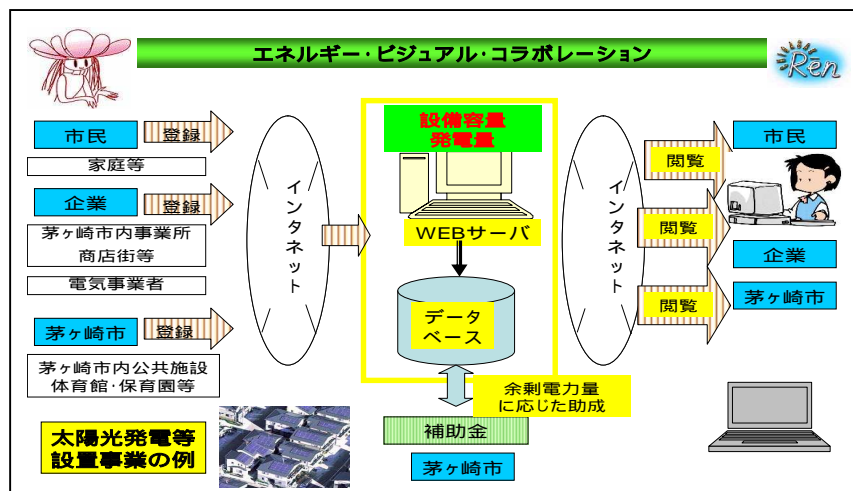 エネルギー・ビジュアル・コラボレーション
Ren
市民
登録
家庭等
企業
登録
茅ヶ崎市内事業所
商店街等
電気事業者
茅ヶ崎市
登録
茅ヶ崎市内公共施設
体育館・保育園等
太陽光発電等
設置事業の例
インタネット
設備容量
発電量
WEBサーバ
データ
ベース
余剰電力量
に応じた助成
補助金
茅ヶ崎市
インタネット
閲覧
市民
閲覧
企業
閲覧
茅ヶ崎市